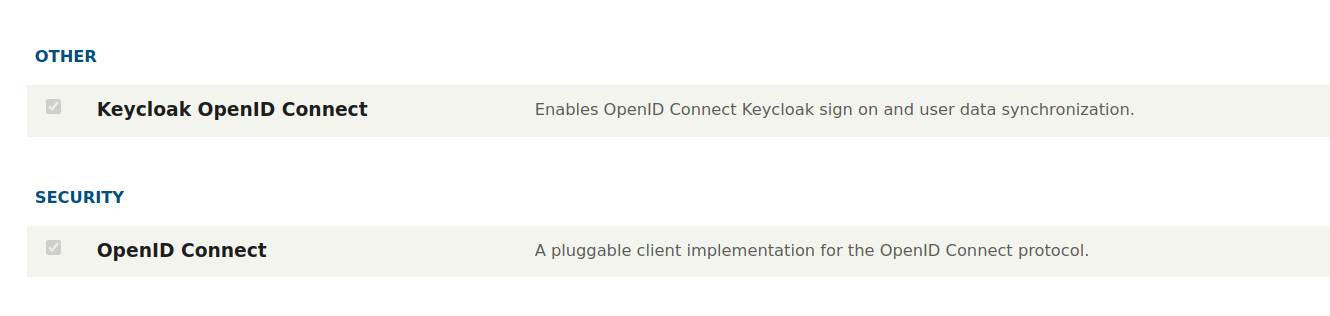 OTHER
Keycloak OpenID Connect Enables OpenID Connect Keycloak sign on and user data synchronization.
SECURITY
OpenID Connect A pluggable client implementation for the OpenID Connect protocol.